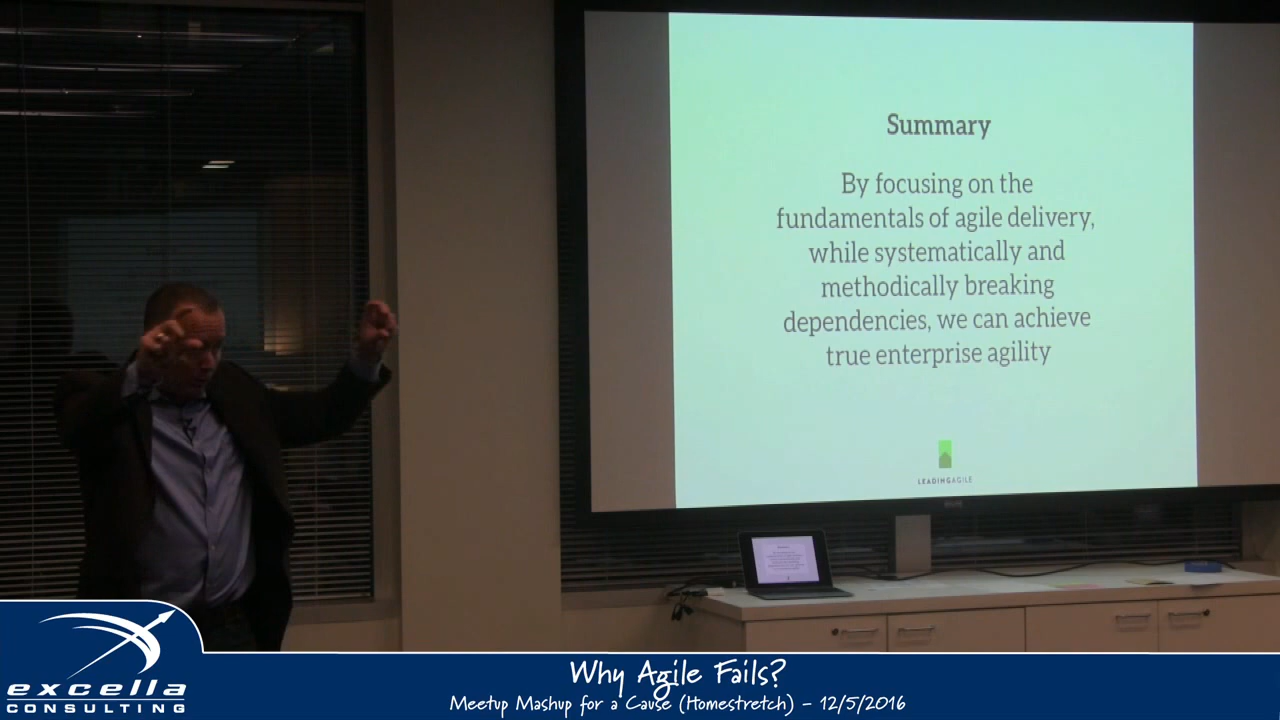 Summary
By focusing on the
fundamentals of agile delivery,
while systematically and
methodically breaking
dependencies, we can achieve
true enterprise agility
LEADINGAGILE
excella
CONSULTING
Why Agile Fails?
Meetup Mashup for a Cause (Homestretch) - 12/5/2016